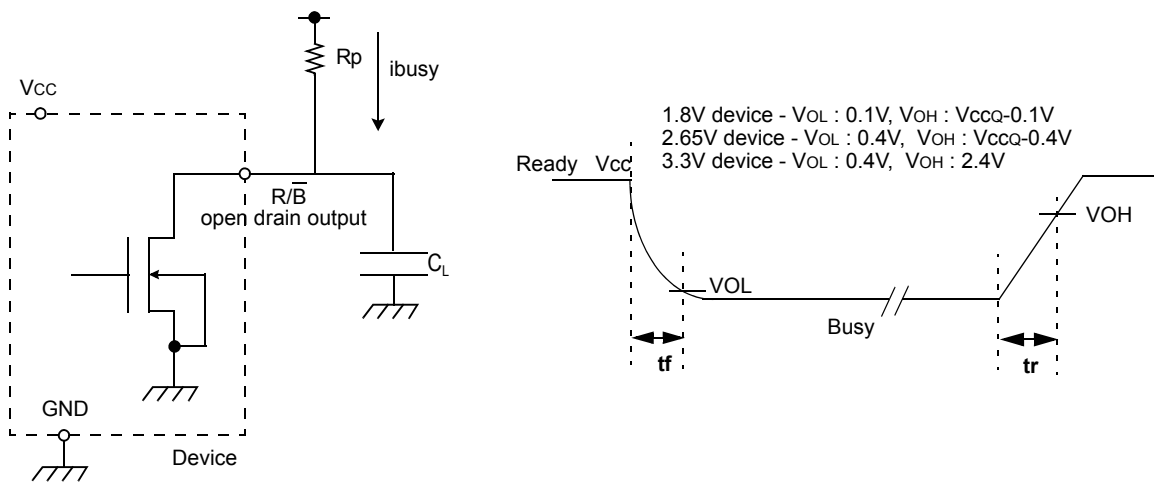 Rp
ibusy
VCC
R/B̅
open drain output
CL
GND
Device
1.8V device - VOL : 0.1V, VOH : VccQ-0.1V
2.65V device - VOL : 0.4V, VOH : VccQ-0.4V
3.3V device - VOL : 0.4V, VOH : 2.4V
Ready Vcc
VOH
VOL
Busy
tf
tr